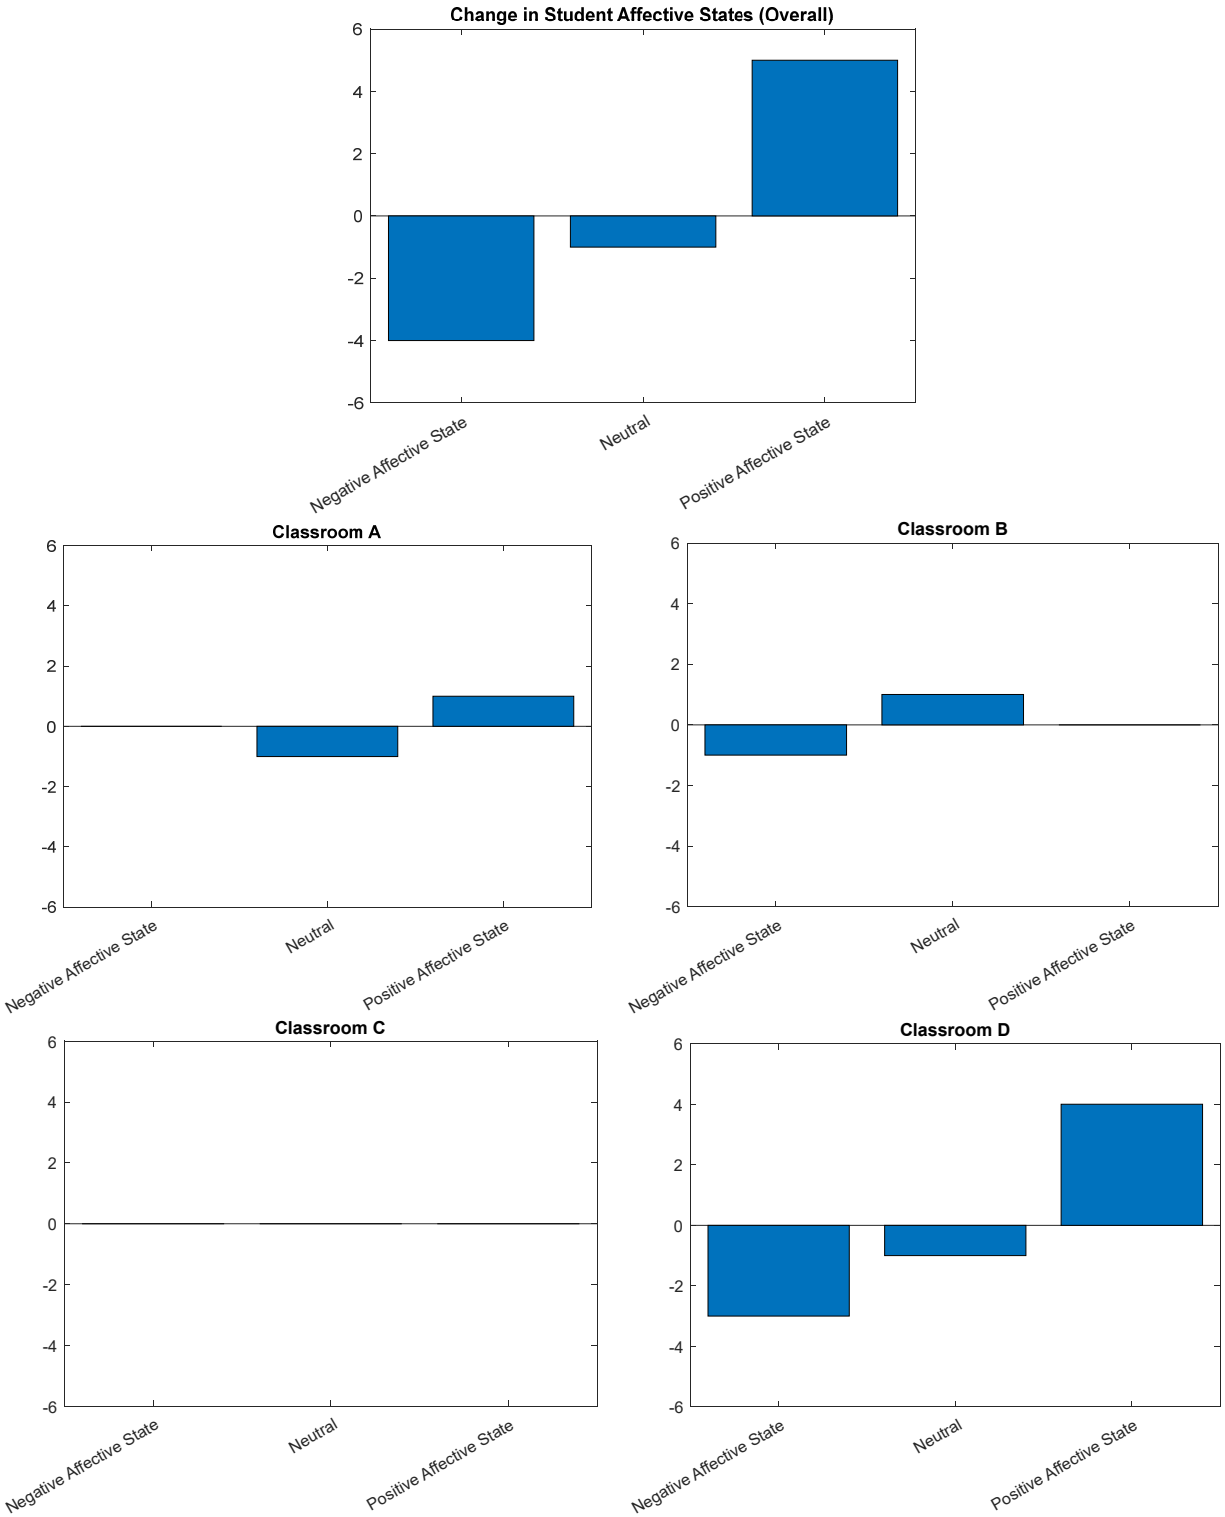 Change in Student Affective States (Overall)
6
4
2
0
-2
-4
-6
Negative Affective State
Neutral
Positive Affective State
Classroom A
6
4
2
0
-2
-4
-6
Negative Affective State
Neutral
Positive Affective State
Classroom B
6
4
2
0
-2
-4
-6
Negative Affective State
Neutral
Positive Affective State
Classroom C
6
4
2
0
-2
-4
-6
Negative Affective State
Neutral
Positive Affective State
Classroom D
6
4
2
0
-2
-4
-6
Negative Affective State
Neutral
Positive Affective State